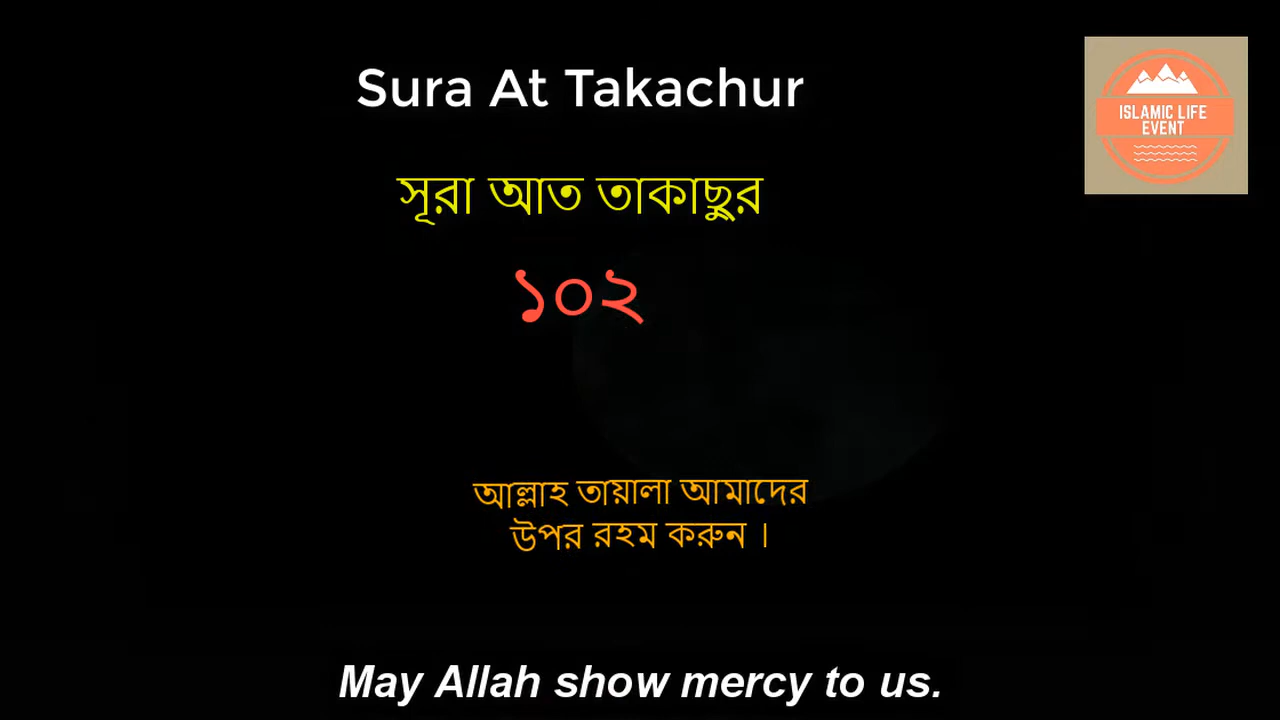 Sura At Takachur
ISLAMIC LIFE
EVENT
সূরা আত তাকাছুর
১০২
আল্লাহ তায়ালা আমাদের
উপর রহম করুন ।
May Allah show mercy to us.